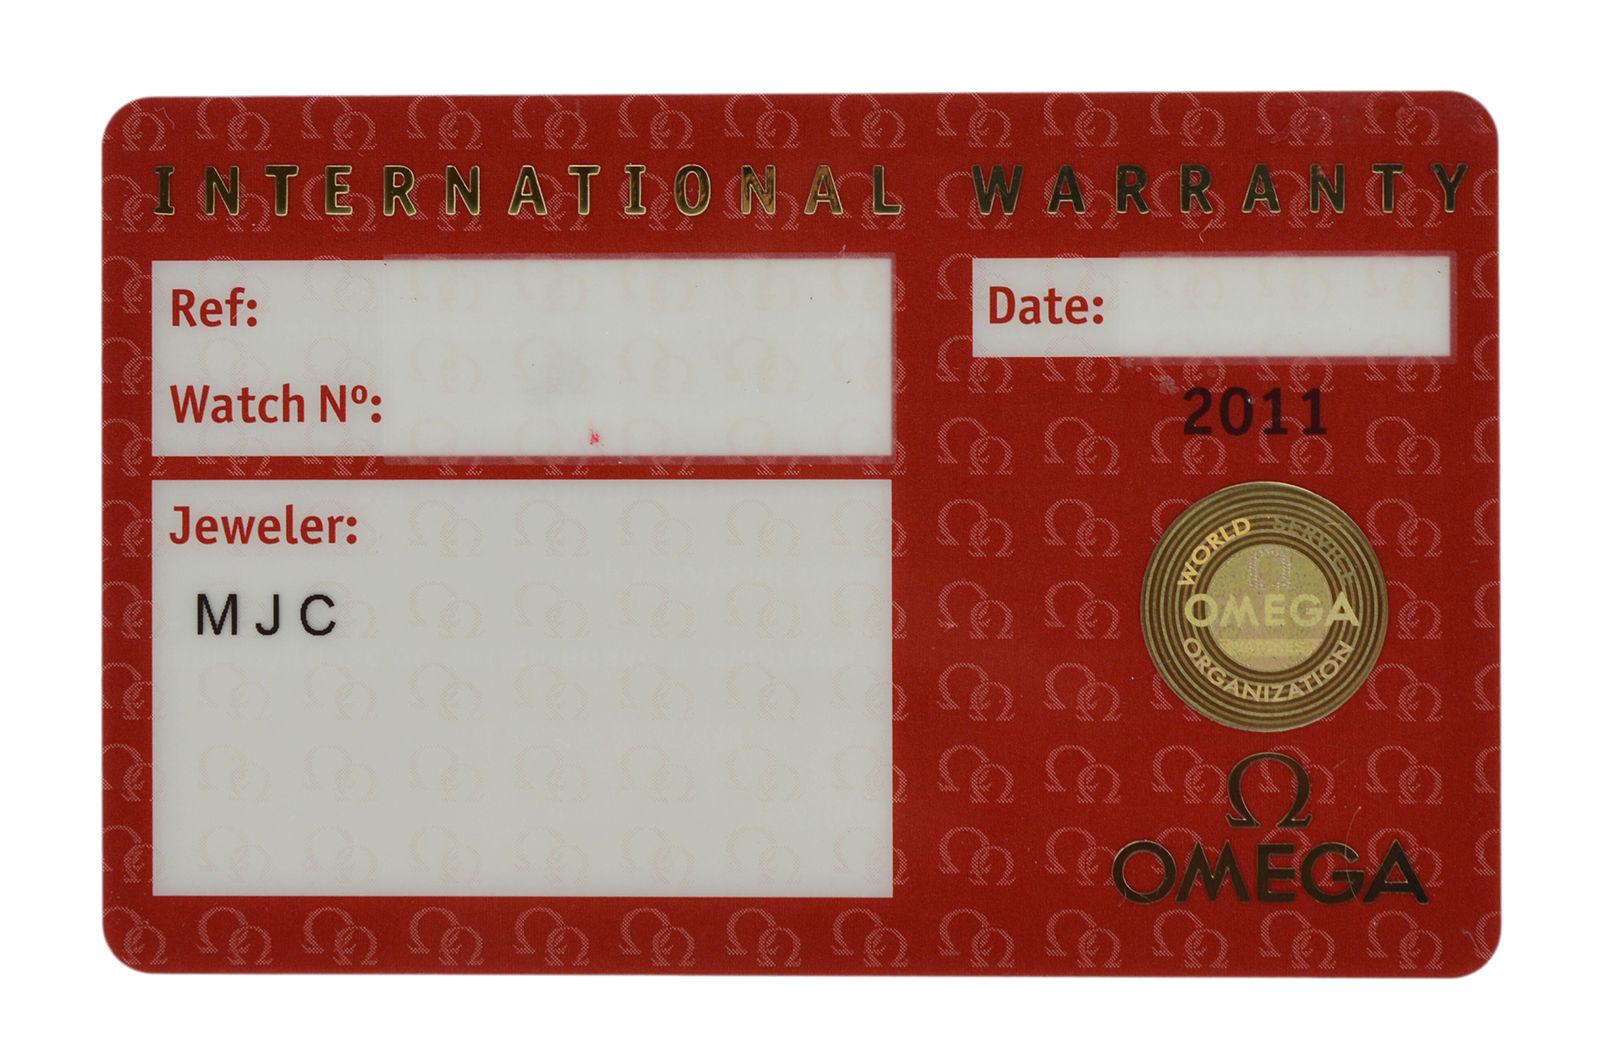 INTERNATIONAL WARRANTY
Ref:
Watch Nº:
Date:
2011
Jeweler:
MJC
WORLD SERVICE
Ω
OMEGA
ORGANIZATION
Ω
OMEGA